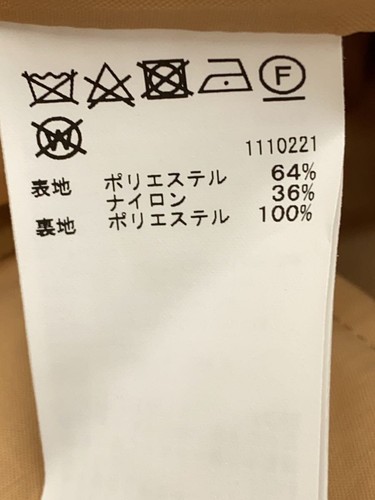 F
W
1110221
表地 ポリエステル 64%
ナイロン 36%
裏地 ポリエステル 100%